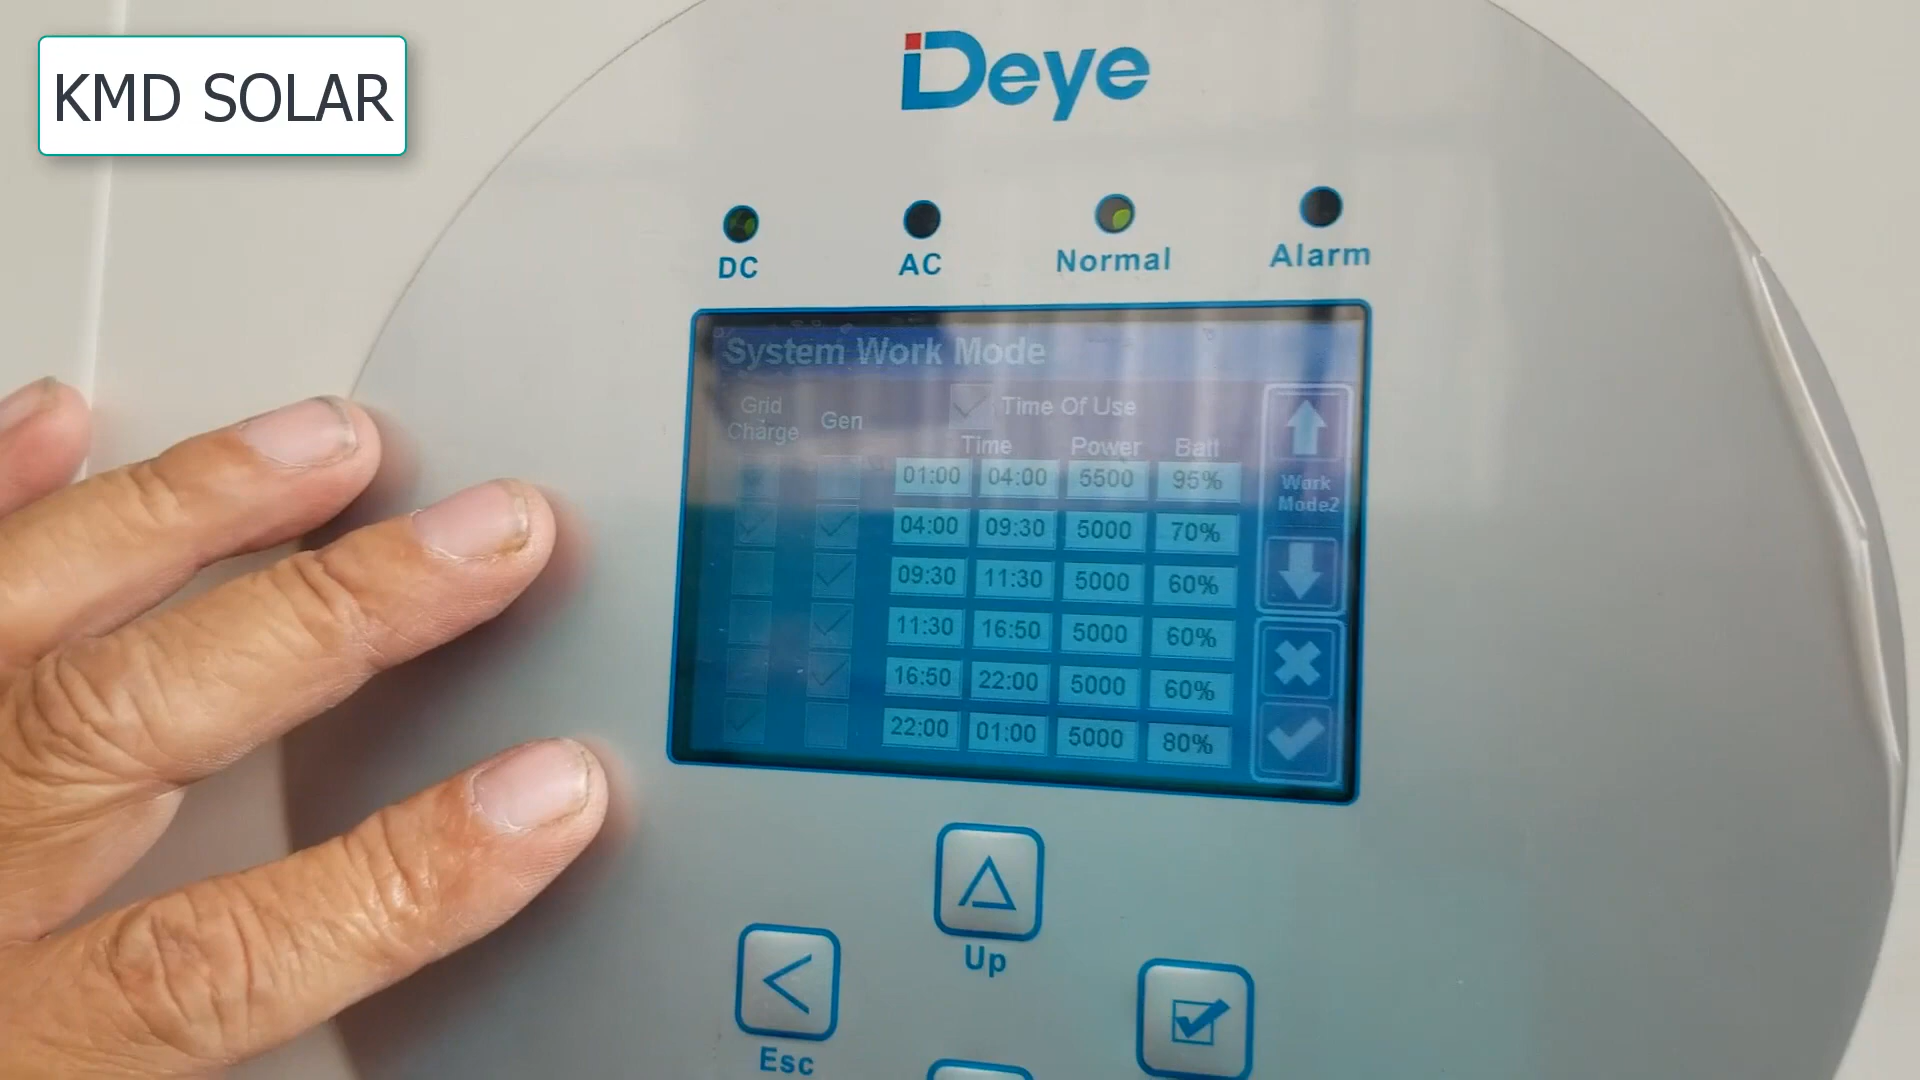 KMD SOLAR
Deye
DC AC Normal Alarm
System Work Mode
Grid Charge Gen Time Of Use
Time Power Batt
01:00 04:00 5500 95%
Work Mode2
04:00 09:30 5000 70%
09:30 11:30 5000 60%
11:30 16:50 5000 60%
16:50 22:00 5000 60%
22:00 01:00 5000 80%
Up
Esc